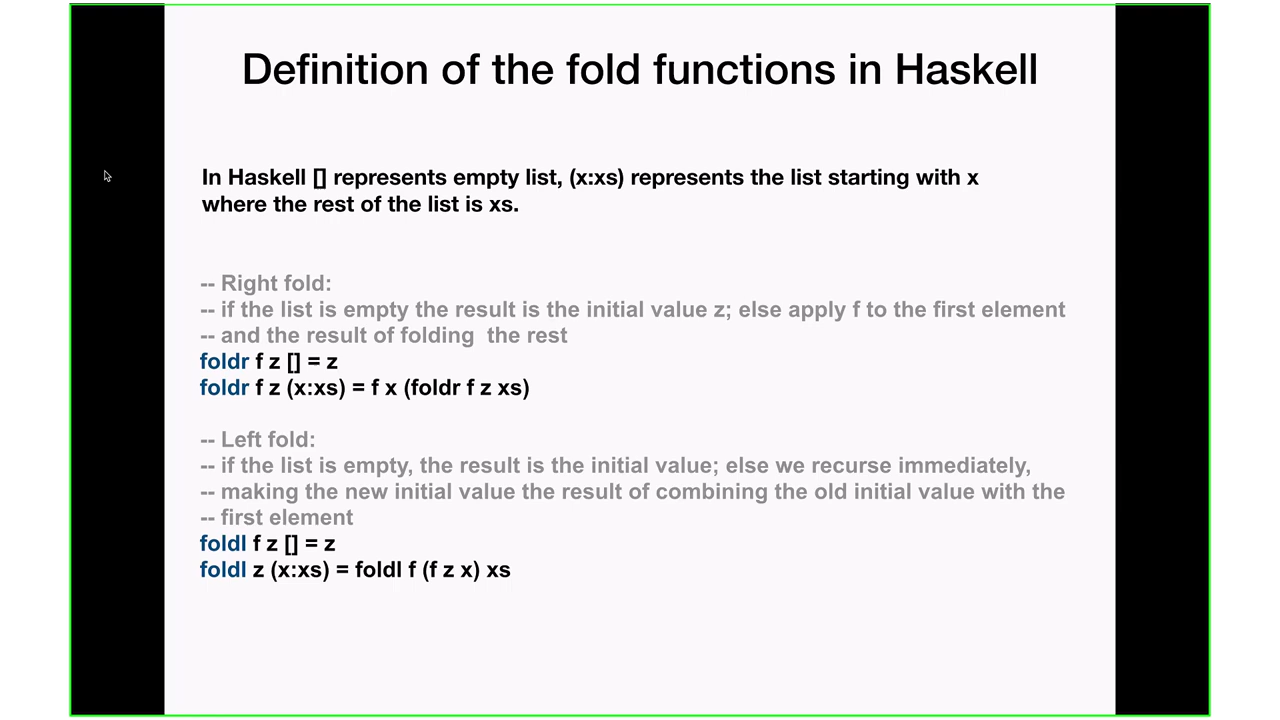 Definition of the fold functions in Haskell
In Haskell [] represents empty list, (x:xs) represents the list starting with x
where the rest of the list is xs.
-- Right fold:
-- if the list is empty the result is the initial value z; else apply f to the first element
-- and the result of folding  the rest
foldr f z [] = z
foldr f z (x:xs) = f x (foldr f z xs)
-- Left fold:
-- if the list is empty, the result is the initial value; else we recurse immediately,
-- making the new initial value the result of combining the old initial value with the
-- first element
foldl f z [] = z
foldl z (x:xs) = foldl f (f z x) xs